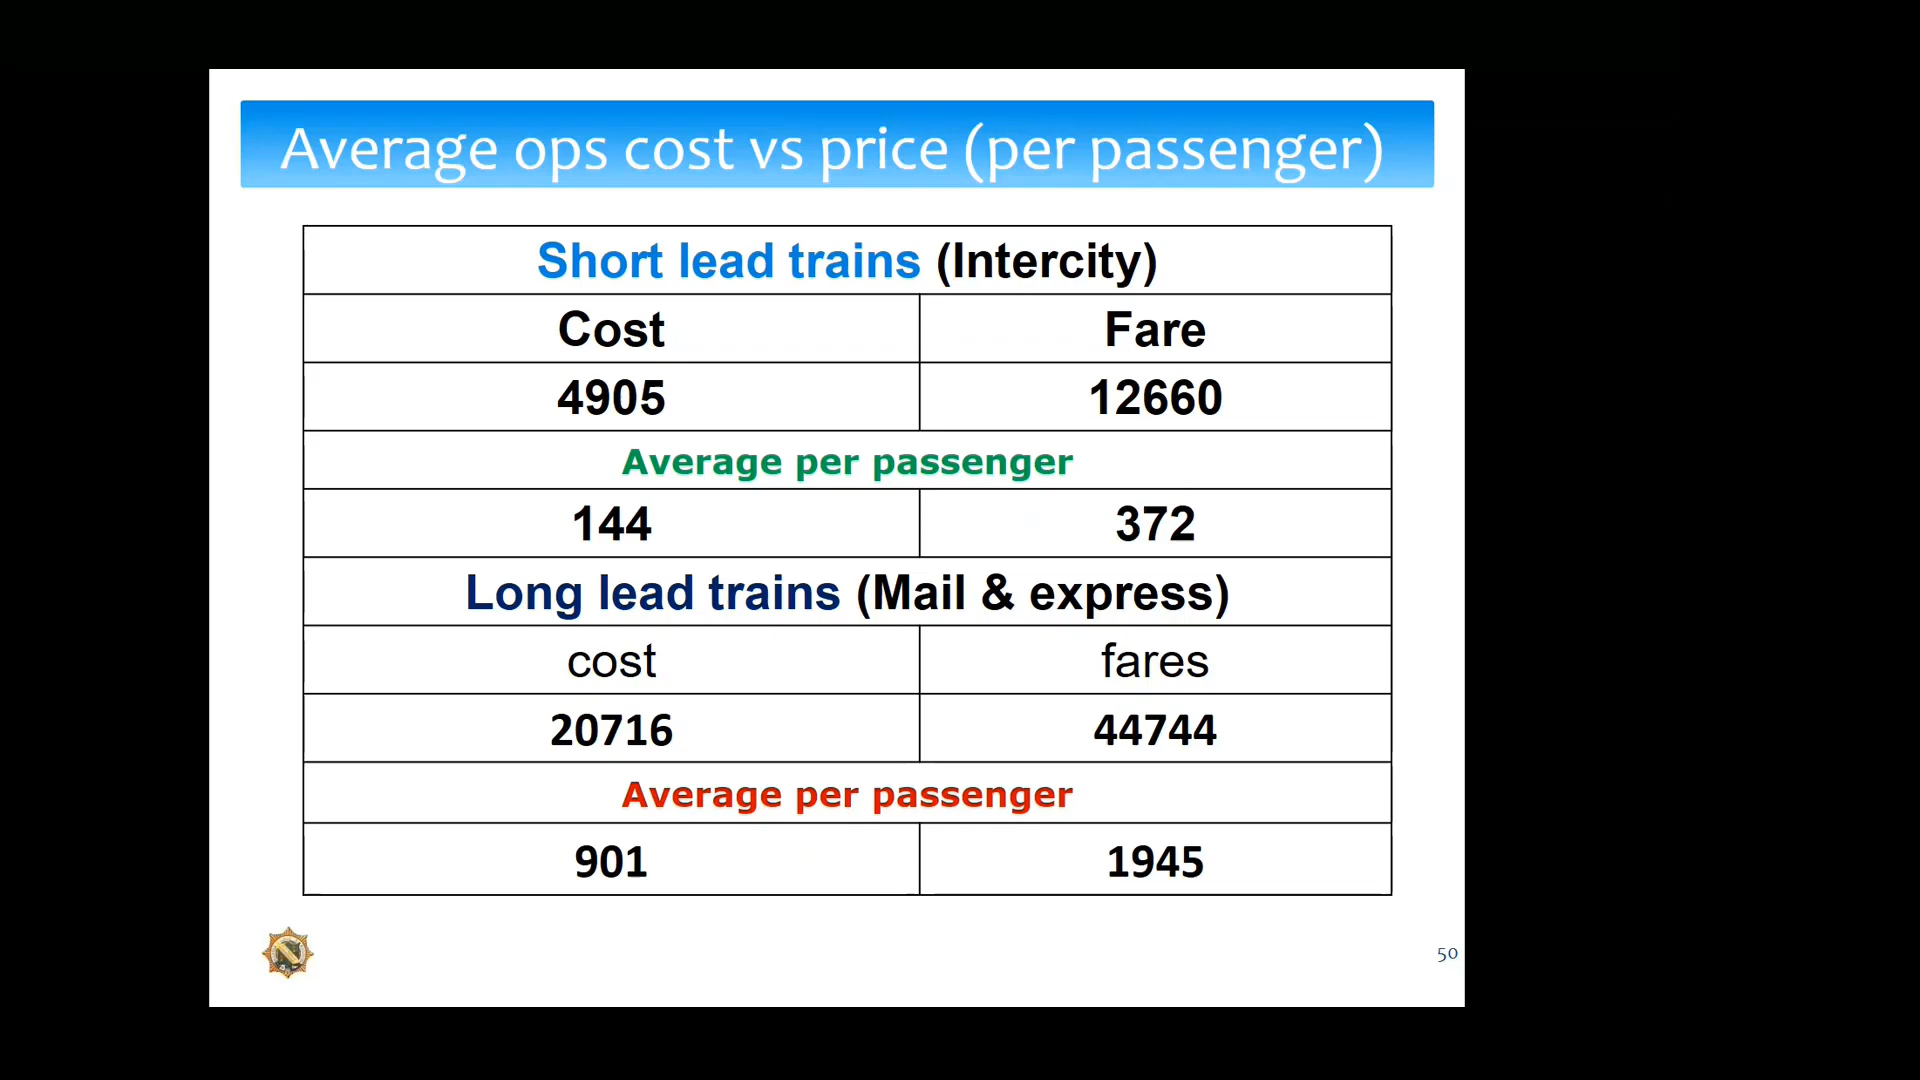 Average ops cost vs price (per passenger)
Short lead trains (Intercity)
Cost Fare
4905 12660
Average per passenger
144 372
Long lead trains (Mail & express)
cost fares
20716 44744
Average per passenger
901 1945
50